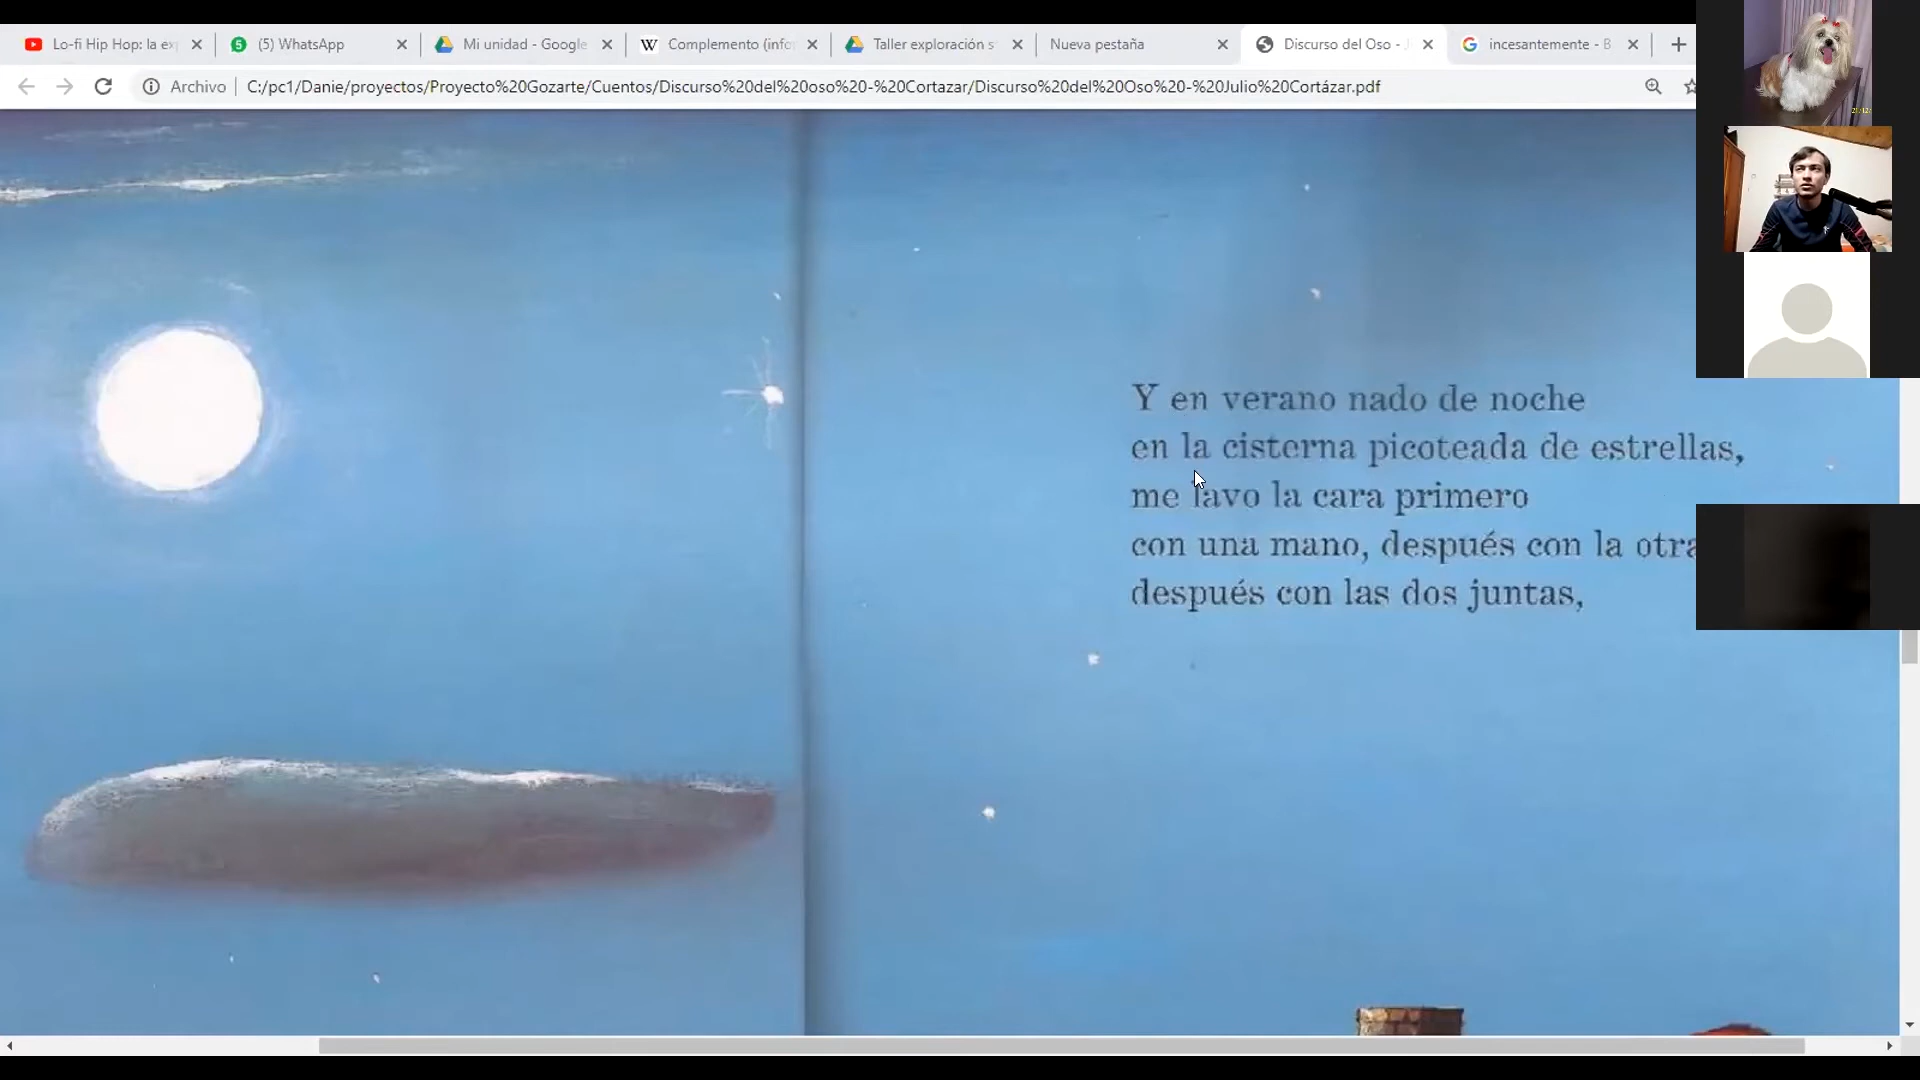 Lo-fi Hip Hop: la ex
(5) WhatsApp
Mi unidad - Google
Complemento (info
Taller exploración s
Nueva pestaña
Discurso del Oso - J
incesantemente - B
Archivo
C:/pc1/Danie/proyectos/Proyecto%20Gozarte/Cuentos/Discurso%20del%20oso%20-%20Cortazar/Discurso%20del%20Oso%20-%20Julio%20Cortázar.pdf
Y en verano nado de noche
en la cisterna picoteada de estrellas,
me lavo la cara primero
con una mano, después con la otra
después con las dos juntas,